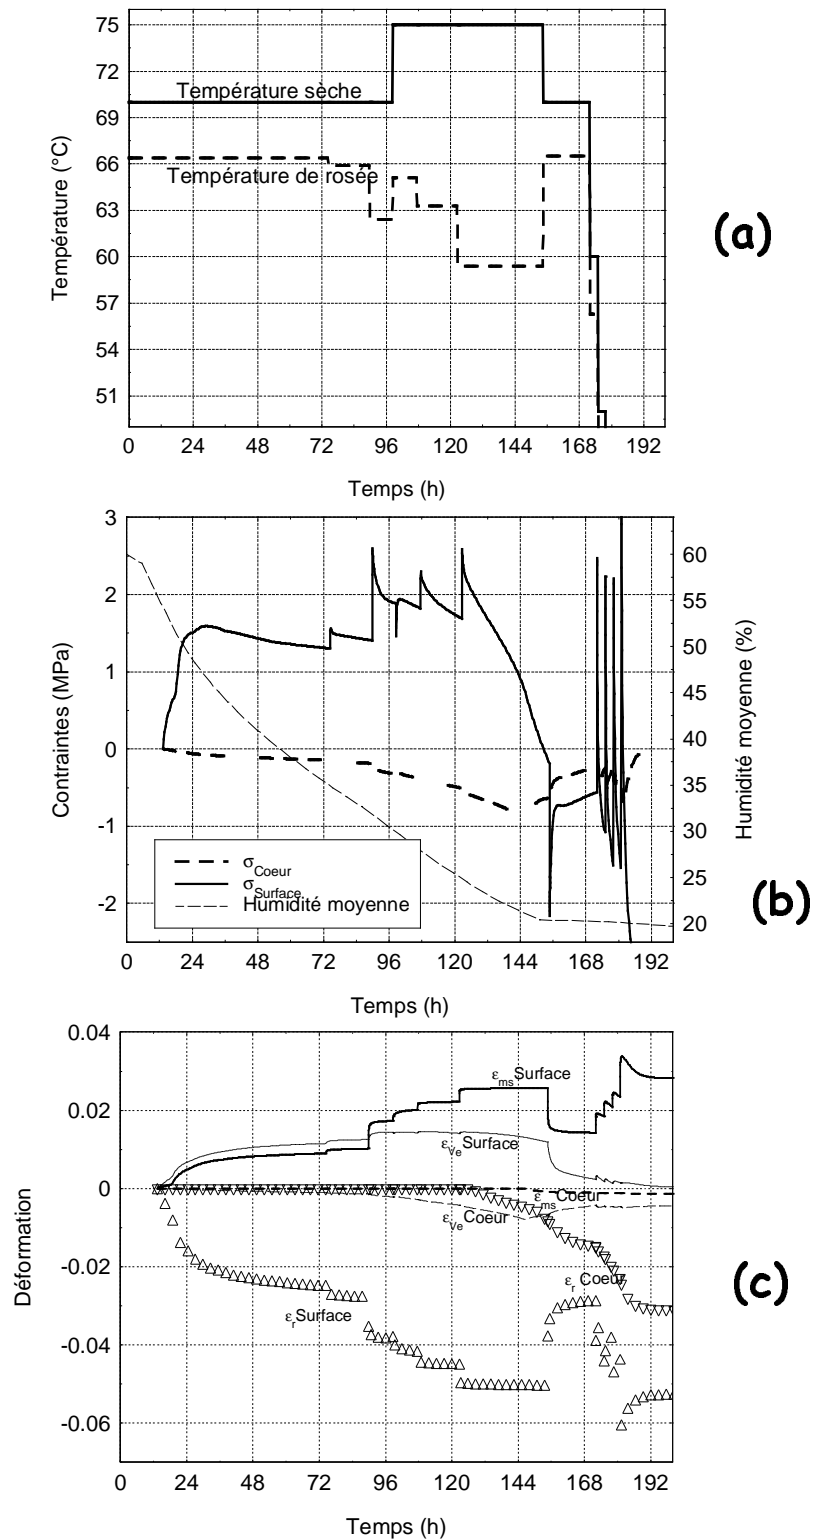 75
72
69
66
63
60
57
54
51
Température (°C)
Température sèche
Température de rosée
0 24 48 72 96 120 144 168 192
Temps (h)
(a)
3
2
1
0
-1
-2
Contraintes (MPa)
60
55
50
45
40
35
30
25
20
Humidité moyenne (%)
σCoeur
σSurface
Humidité moyenne
0 24 48 72 96 120 144 168 192
Temps (h)
(b)
0.04
0.02
0
-0.02
-0.04
-0.06
Déformation
εmsSurface
εVeSurface
εmsCoeur
εVeCoeur
εr Coeur
εrSurface
0 24 48 72 96 120 144 168 192
Temps (h)
(c)